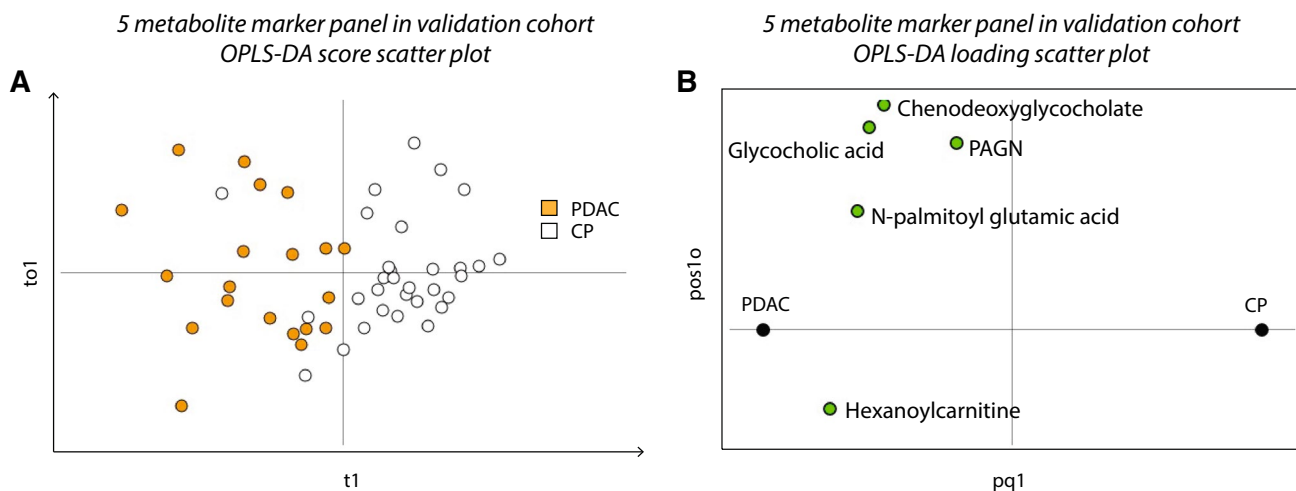 5 metabolite marker panel in validation cohort
OPLS-DA score scatter plot
A
to1
PDAC
CP
t1
5 metabolite marker panel in validation cohort
OPLS-DA loading scatter plot
B
Chenodeoxyglycocholate
Glycocholic acid
PAGN
N-palmitoyl glutamic acid
pos1o
PDAC
CP
Hexanoylcarnitine
pq1